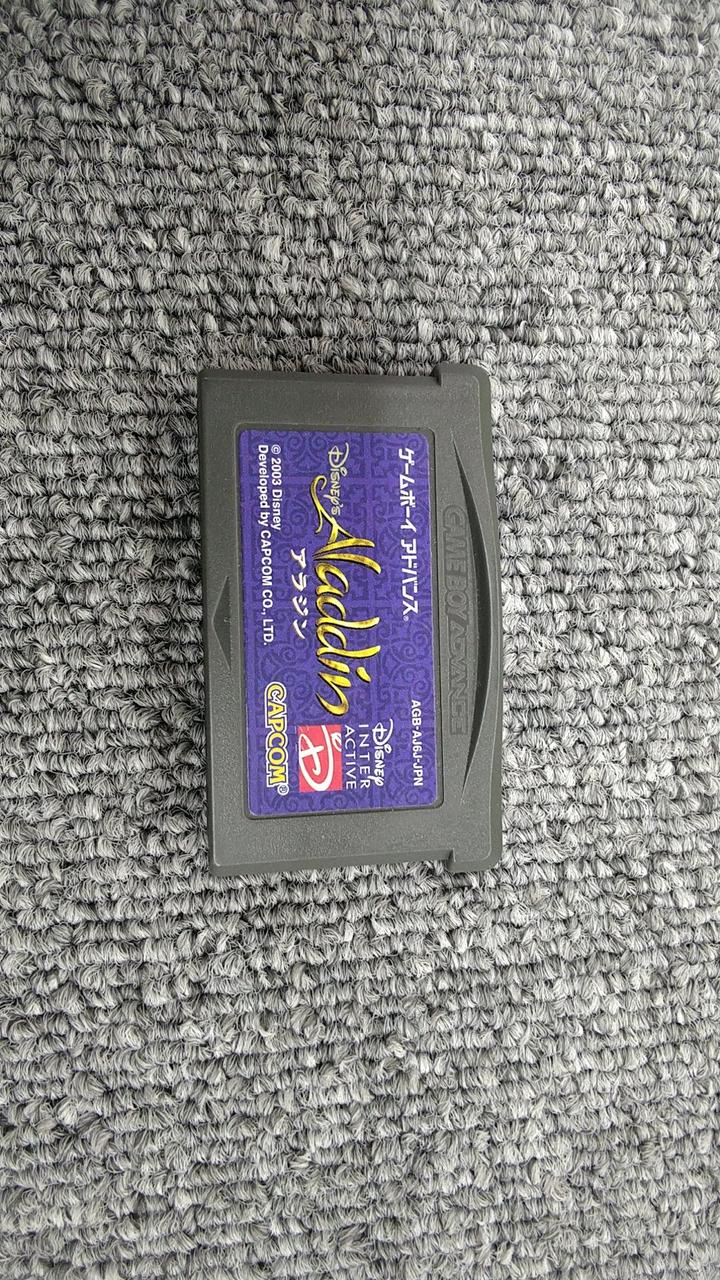 GAME BOY ADVANCE
ゲームボーイ アドバンス®
AGB-AJ6J-JPN
DISNEY'S
Aladdin
アラジン
DISNEY
INTER
ACTIVE
© 2003 Disney
Developed by CAPCOM CO., LTD.
CAPCOM®